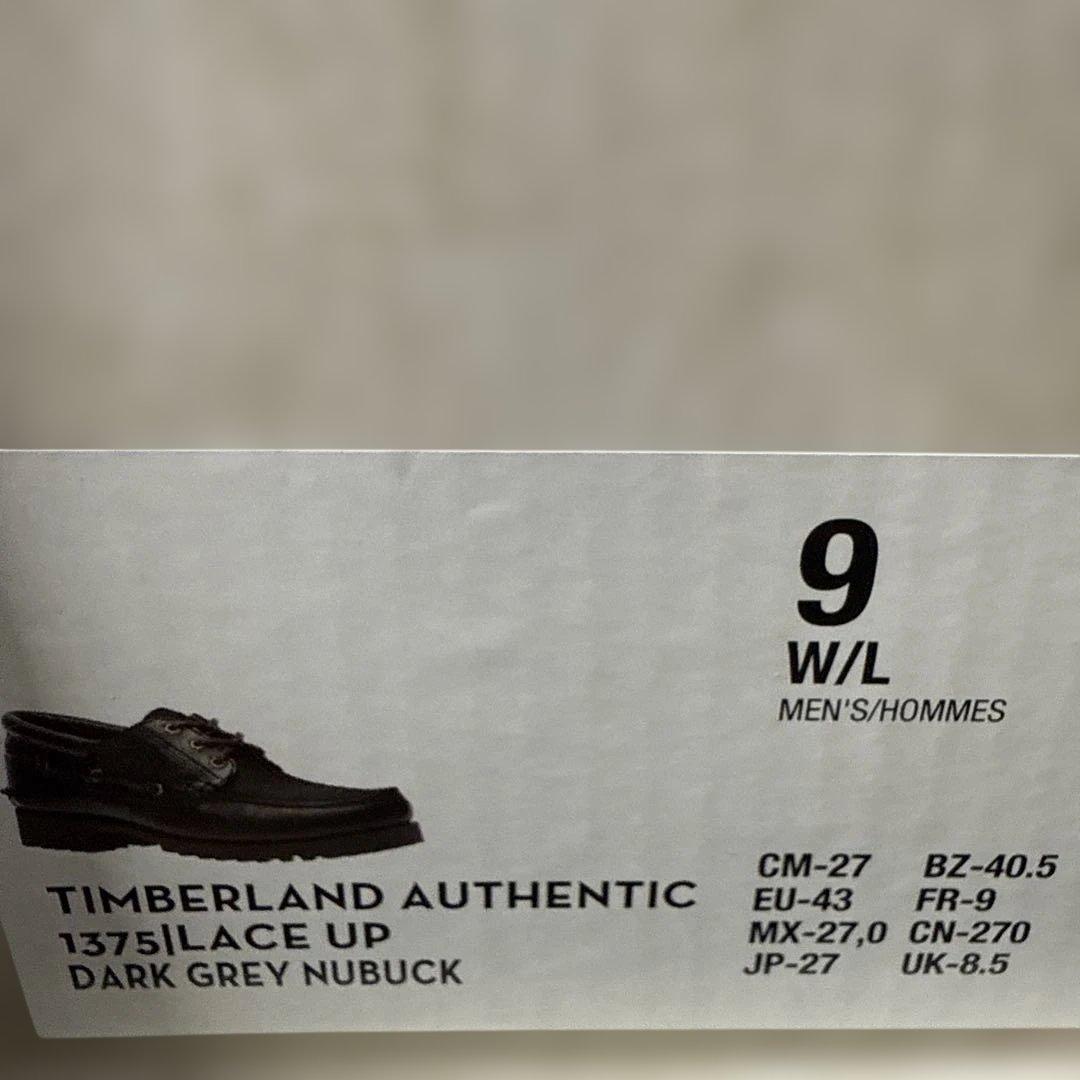 9
W/L
MEN'S/HOMMES
TIMBERLAND AUTHENTIC
1375|LACE UP
DARK GREY NUBUCK
CM-27 BZ-40.5
EU-43 FR-9
MX-27,0 CN-270
JP-27 UK-8.5